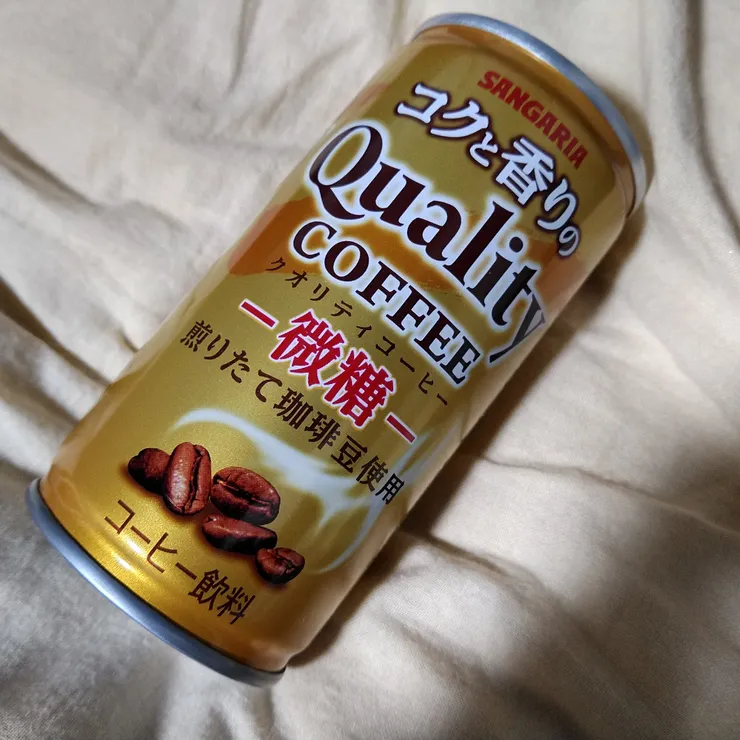 SANGARIA
コクと香りの
Quality
COFFEE
クオリティコーヒー
ー微糖ー
煎りたて珈琲豆使用
コーヒー飲料